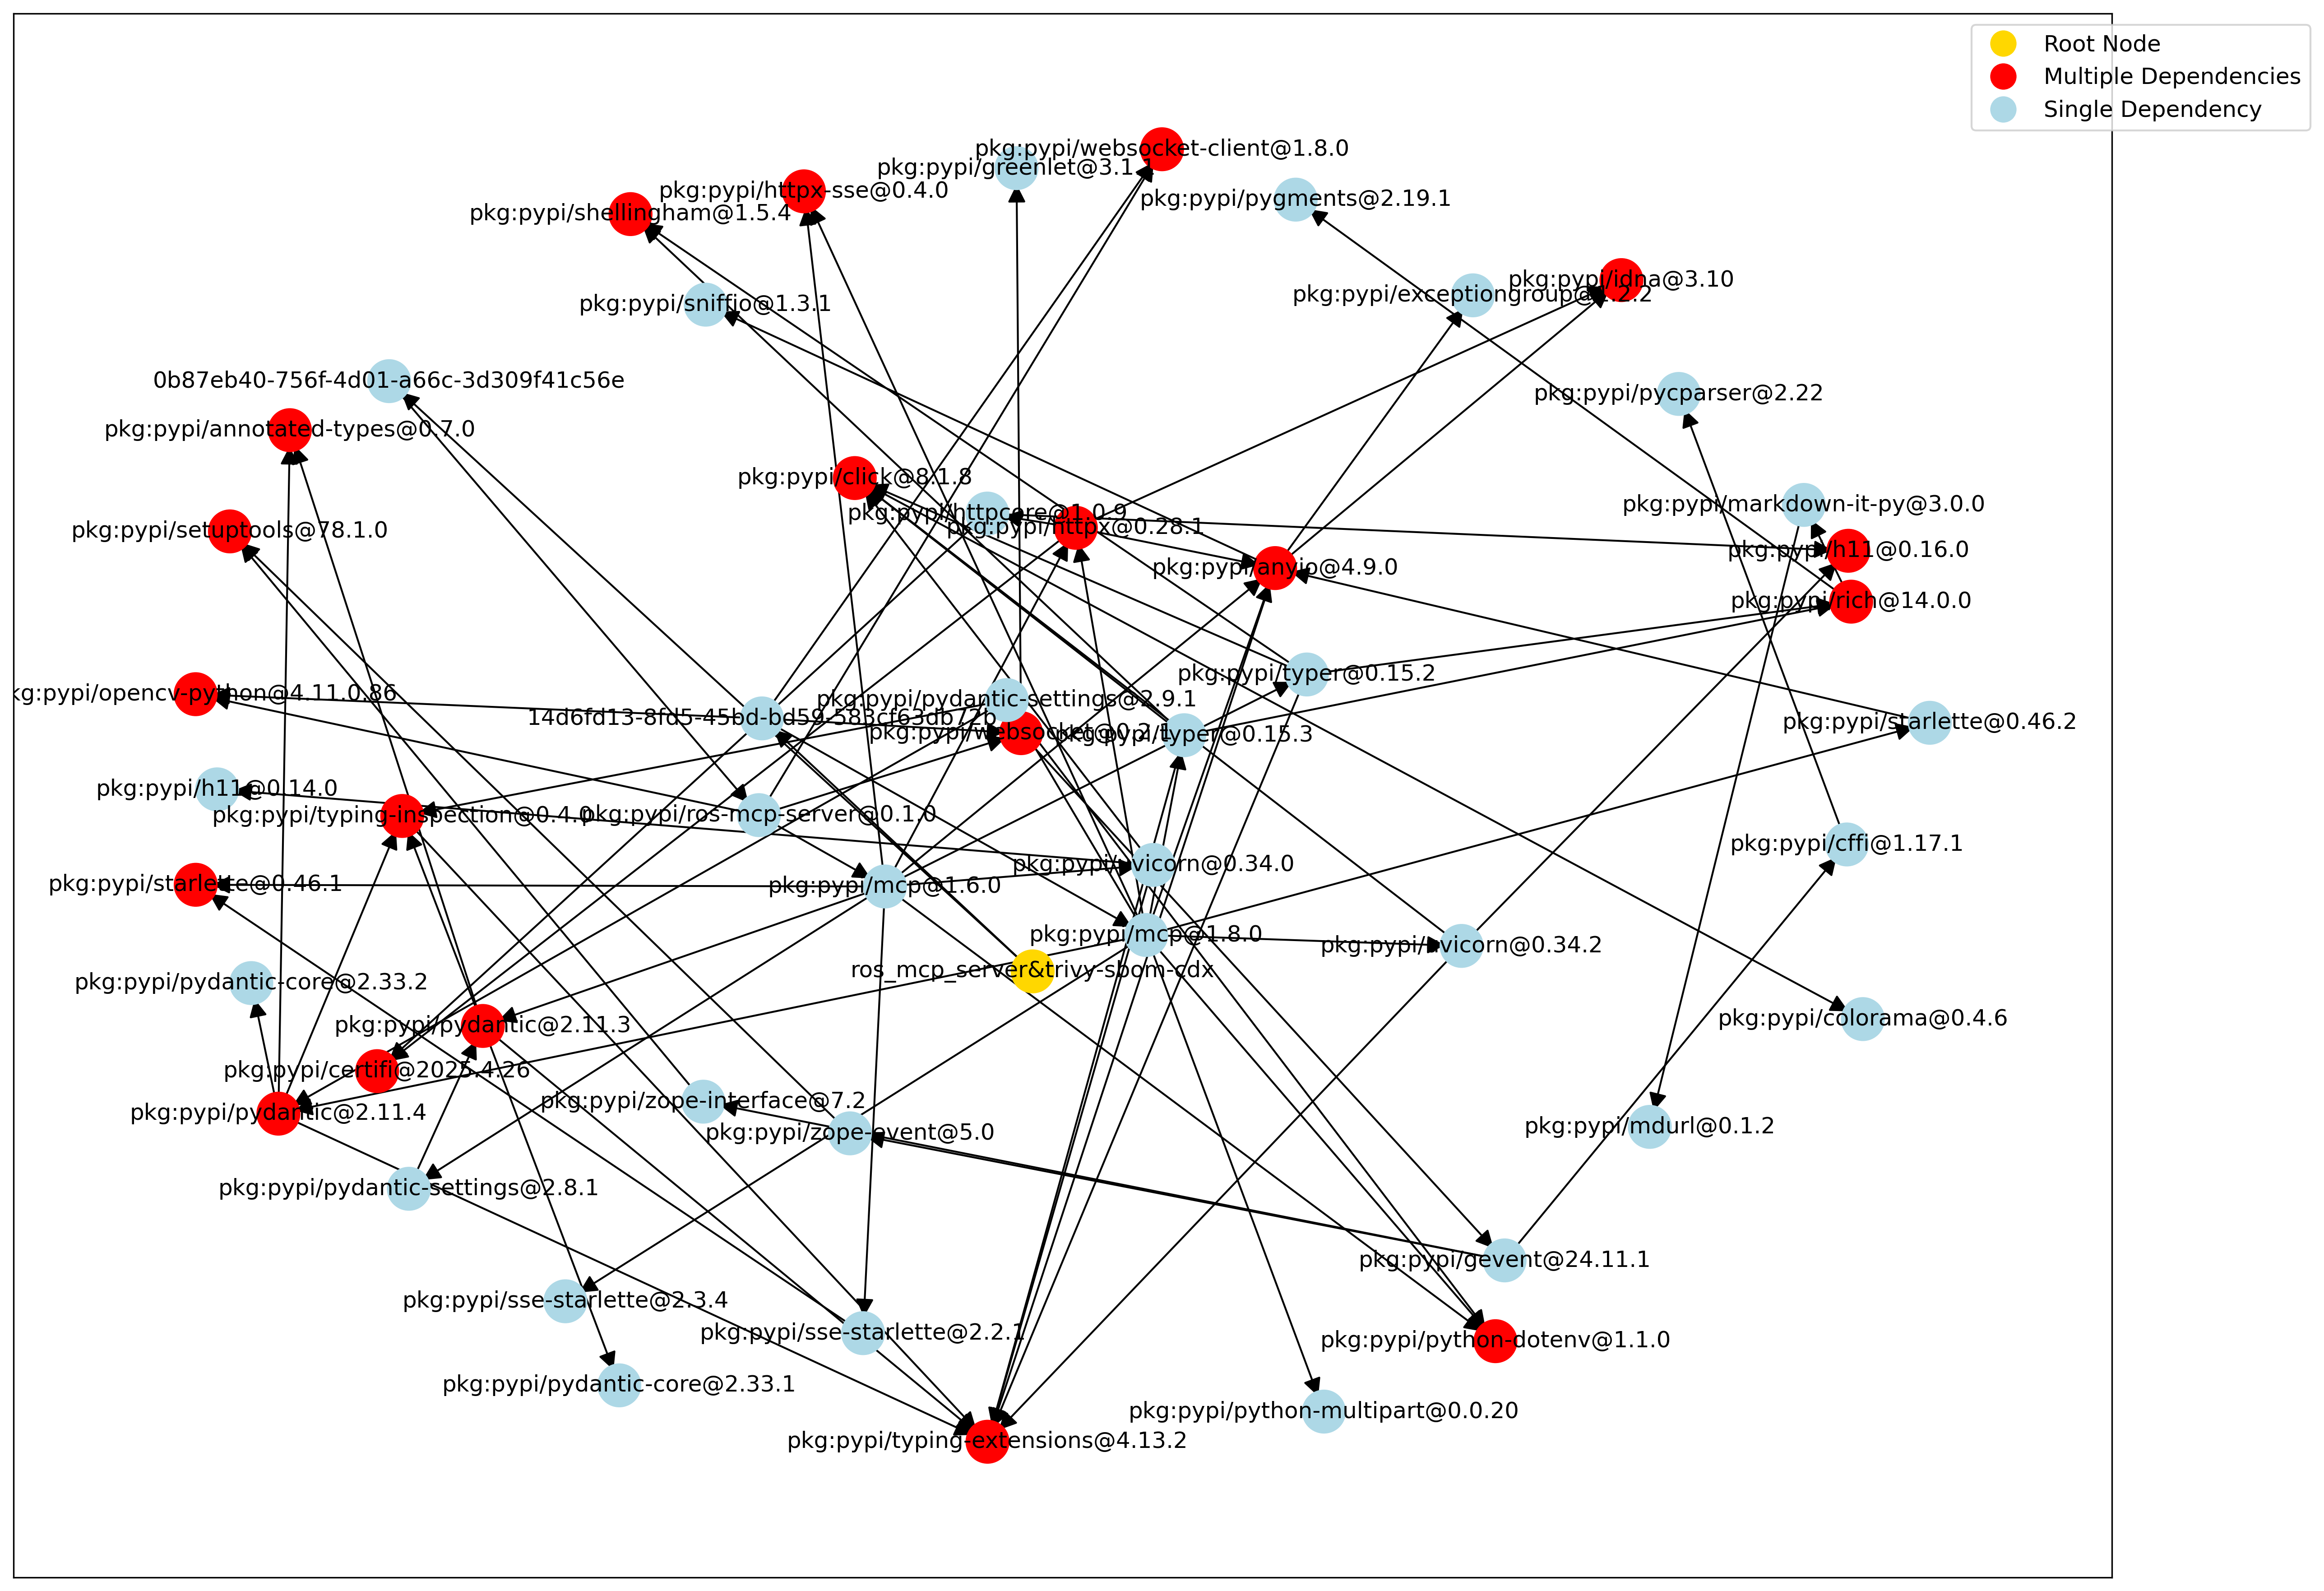 Root Node
Multiple Dependencies
Single Dependency
pkg:pypi/websocket-client@1.8.0
pkg:pypi/greenlet@3.1.1
pkg:pypi/httpx-sse@0.4.0
pkg:pypi/pygments@2.19.1
pkg:pypi/shellingham@1.5.4
pkg:pypi/idna@3.10
pkg:pypi/exceptiongroup@1.2.2
pkg:pypi/sniffio@1.3.1
0b87eb40-756f-4d01-a66c-3d309f41c56e
pkg:pypi/pycparser@2.22
pkg:pypi/annotated-types@0.7.0
pkg:pypi/click@8.1.8
pkg:pypi/markdown-it-py@3.0.0
pkg:pypi/httpcore@1.0.9
pkg:pypi/httpx@0.28.1
pkg:pypi/setuptools@78.1.0
pkg:pypi/h11@0.16.0
pkg:pypi/anyio@4.9.0
pkg:pypi/rich@14.0.0
pkg:pypi/typer@0.15.2
kg:pypi/opencv-python@4.11.0.86
pkg:pypi/pydantic-settings@2.9.1
14d6fd13-8fd5-45bd-bd59-583cf63db72b
pkg:pypi/starlette@0.46.2
pkg:pypi/websocket@0.2.1
pkg:pypi/typer@0.15.3
pkg:pypi/h11@0.14.0
pkg:pypi/typing-inspection@0.4.0
pkg:pypi/ros-mcp-server@0.1.0
pkg:pypi/cffi@1.17.1
pkg:pypi/uvicorn@0.34.0
pkg:pypi/starlette@0.46.1
pkg:pypi/mcp@1.6.0
pkg:pypi/mcp@1.8.0
pkg:pypi/uvicorn@0.34.2
ros_mcp_server&trivy-sbom-cdx
pkg:pypi/pydantic-core@2.33.2
pkg:pypi/colorama@0.4.6
pkg:pypi/pydantic@2.11.3
pkg:pypi/certifi@2025.4.26
pkg:pypi/zope-interface@7.2
pkg:pypi/pydantic@2.11.4
pkg:pypi/mdurl@0.1.2
pkg:pypi/zope-event@5.0
pkg:pypi/pydantic-settings@2.8.1
pkg:pypi/gevent@24.11.1
pkg:pypi/sse-starlette@2.3.4
pkg:pypi/sse-starlette@2.2.1
pkg:pypi/python-dotenv@1.1.0
pkg:pypi/pydantic-core@2.33.1
pkg:pypi/python-multipart@0.0.20
pkg:pypi/typing-extensions@4.13.2